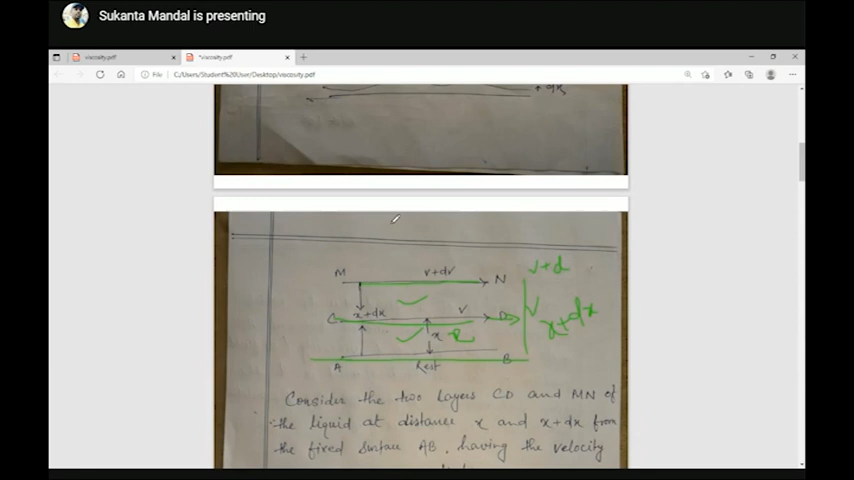 Sukanta Mandal is presenting
viscosity.pdf
*viscosity.pdf
File
C:/Users/Student%20User/Desktop/viscosity.pdf
+ dx
M v+dv N
v+d
C x+dx v D
v
x+dx
x
A Rest B
Consider the two layers CD and MN of
the liquid at distance x and x+dx from
the fixed surface AB, having the velocity